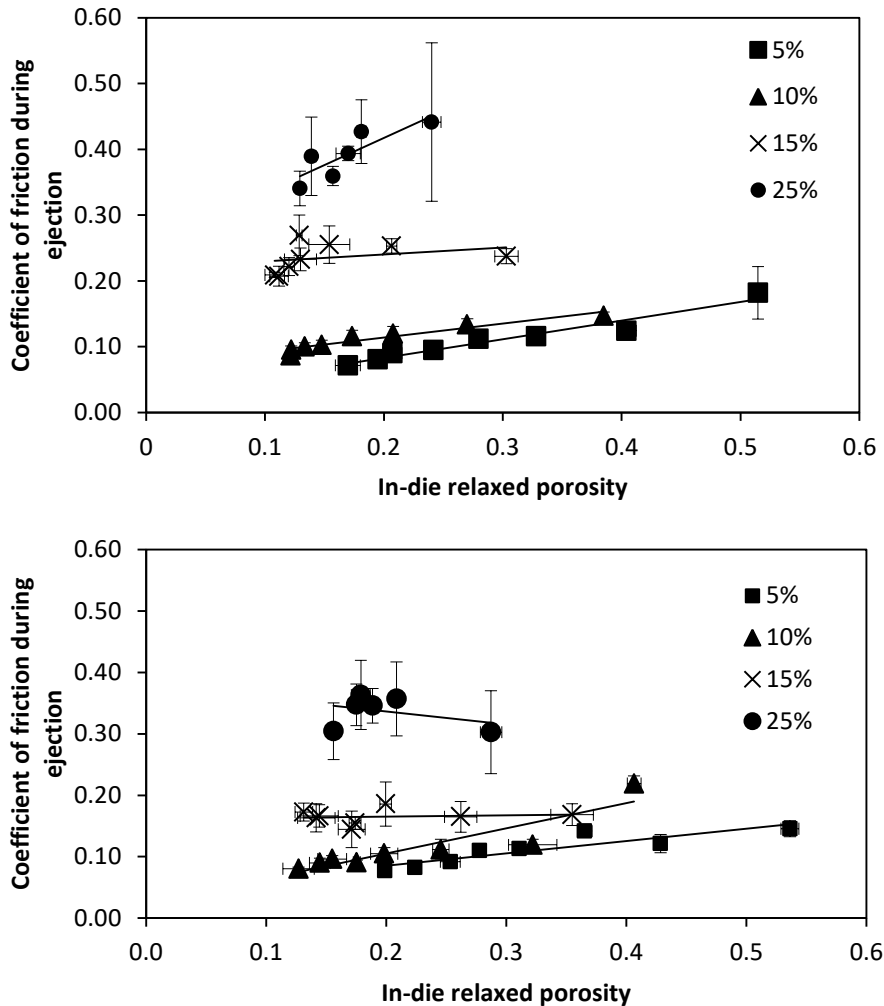 0.60
0.50
0.40
0.30
0.20
0.10
0.00
Coefficient of friction during
ejection
5%
10%
15%
25%
0 0.1 0.2 0.3 0.4 0.5 0.6
In-die relaxed porosity
0.60
0.50
0.40
0.30
0.20
0.10
0.00
Coefficient of friction during
ejection
5%
10%
15%
25%
0.0 0.1 0.2 0.3 0.4 0.5 0.6
In-die relaxed porosity